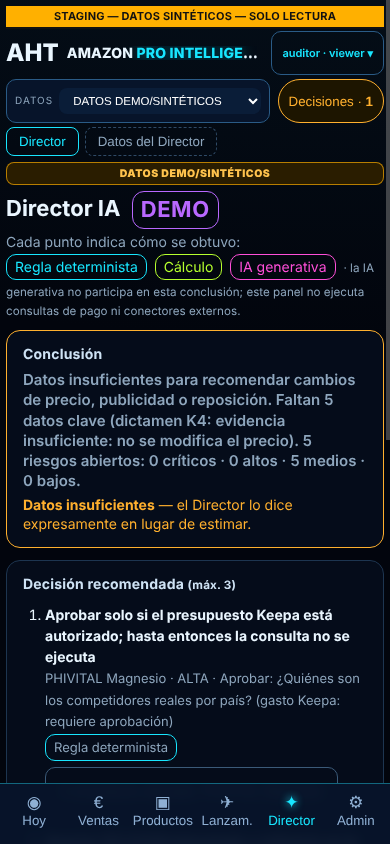 STAGING — DATOS SINTÉTICOS — SOLO LECTURA
AHT AMAZON PRO INTELLIGE...
auditor · viewer ▾
DATOS DATOS DEMO/SINTÉTICOS
Decisiones · 1
Director Datos del Director
DATOS DEMO/SINTÉTICOS
Director IA DEMO
Cada punto indica cómo se obtuvo:
Regla determinista Cálculo IA generativa · la IA
generativa no participa en esta conclusión; este panel no ejecuta
consultas de pago ni conectores externos.
Conclusión
Datos insuficientes para recomendar cambios
de precio, publicidad o reposición. Faltan 5
datos clave (dictamen K4: evidencia
insuficiente: no se modifica el precio). 5
riesgos abiertos: 0 críticos · 0 altos · 5 medios ·
0 bajos.
Datos insuficientes — el Director lo dice
expresamente en lugar de estimar.
Decisión recomendada (máx. 3)
1. Aprobar solo si el presupuesto Keepa está
autorizado; hasta entonces la consulta no se
ejecuta
PHIVITAL Magnesio · ALTA · Aprobar: ¿Quiénes son
los competidores reales por país? (gasto Keepa:
requiere aprobación)
Regla determinista
Hoy Ventas Productos Lanzam. Director Admin